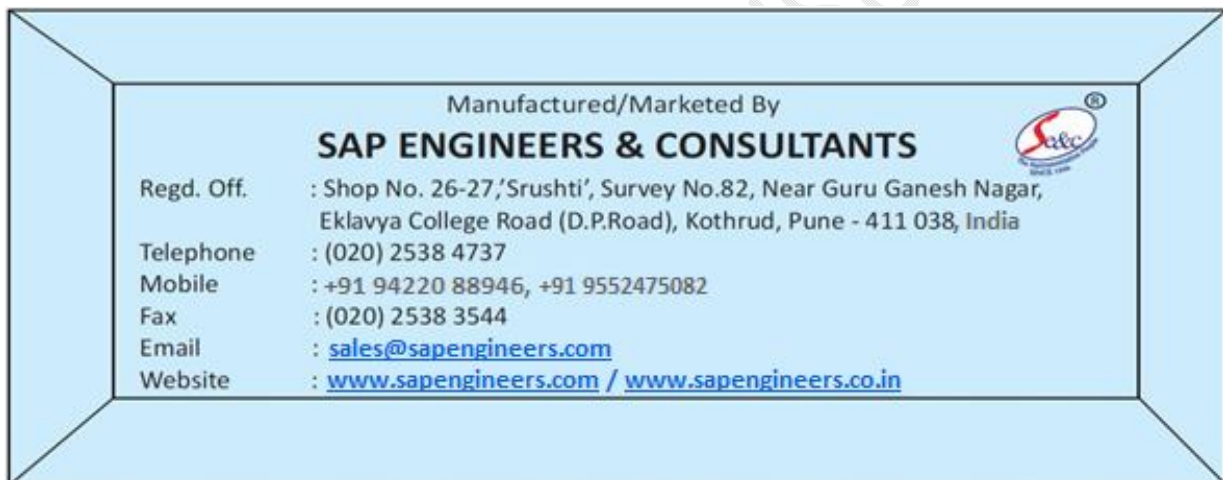 Manufactured/Marketed By
SAP ENGINEERS & CONSULTANTS
®
Se&c
SINCE
Regd. Off. : Shop No. 26-27,'Srushti', Survey No.82, Near Guru Ganesh Nagar,
Eklavya College Road (D.P.Road), Kothrud, Pune - 411 038, India
Telephone : (020) 2538 4737
Mobile : +91 94220 88946, +91 9552475082
Fax : (020) 2538 3544
Email : sales@sapengineers.com
Website : www.sapengineers.com / www.sapengineers.co.in